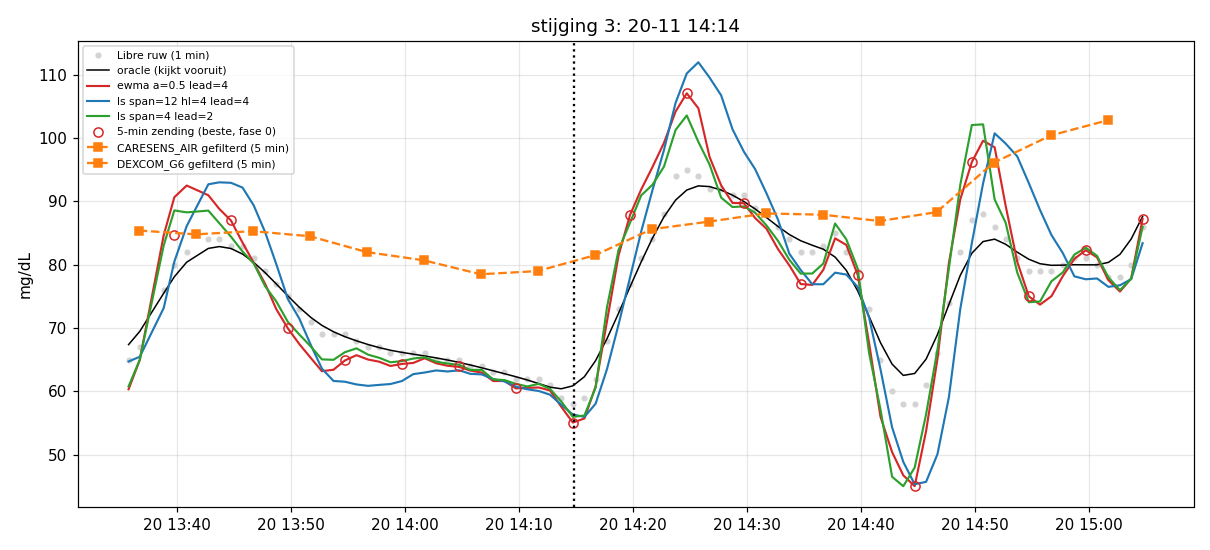 stijging 3: 20-11 14:14
Libre ruw (1 min)
oracle (kijkt vooruit)
ewma a=0.5 lead=4
ls span=12 hl=4 lead=4
ls span=4 lead=2
5-min zending (beste, fase 0)
CARESENS_AIR gefilterd (5 min)
DEXCOM_G6 gefilterd (5 min)
mg/dL
110
100
90
80
70
60
50
20 13:40
20 13:50
20 14:00
20 14:10
20 14:20
20 14:30
20 14:40
20 14:50
20 15:00